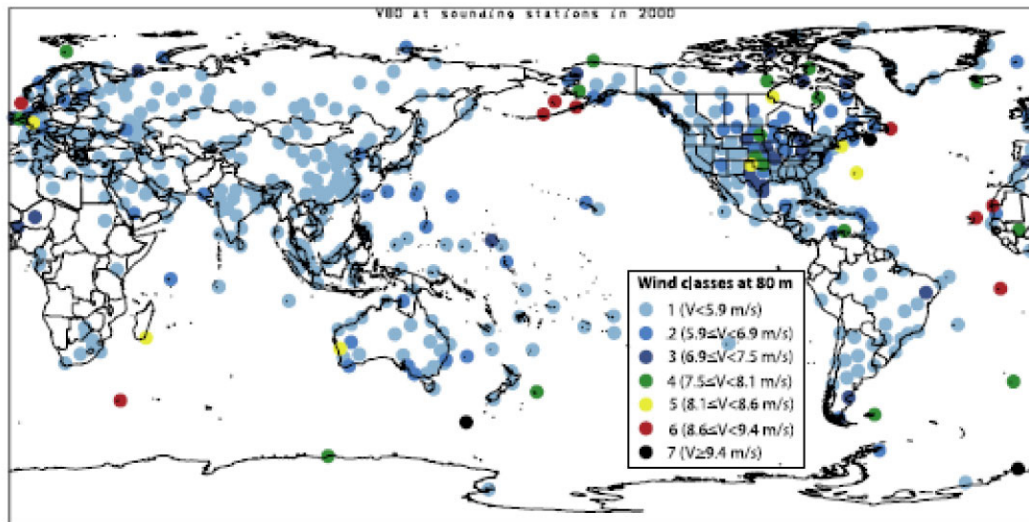 V80 at sounding stations in 2000
Wind classes at 80 m
1 (V<5.9 m/s)
2 (5.9≤V<6.9 m/s)
3 (6.9≤V<7.5 m/s)
4 (7.5≤V<8.1 m/s)
5 (8.1≤V<8.6 m/s)
6 (8.6≤V<9.4 m/s)
7 (V≥9.4 m/s)